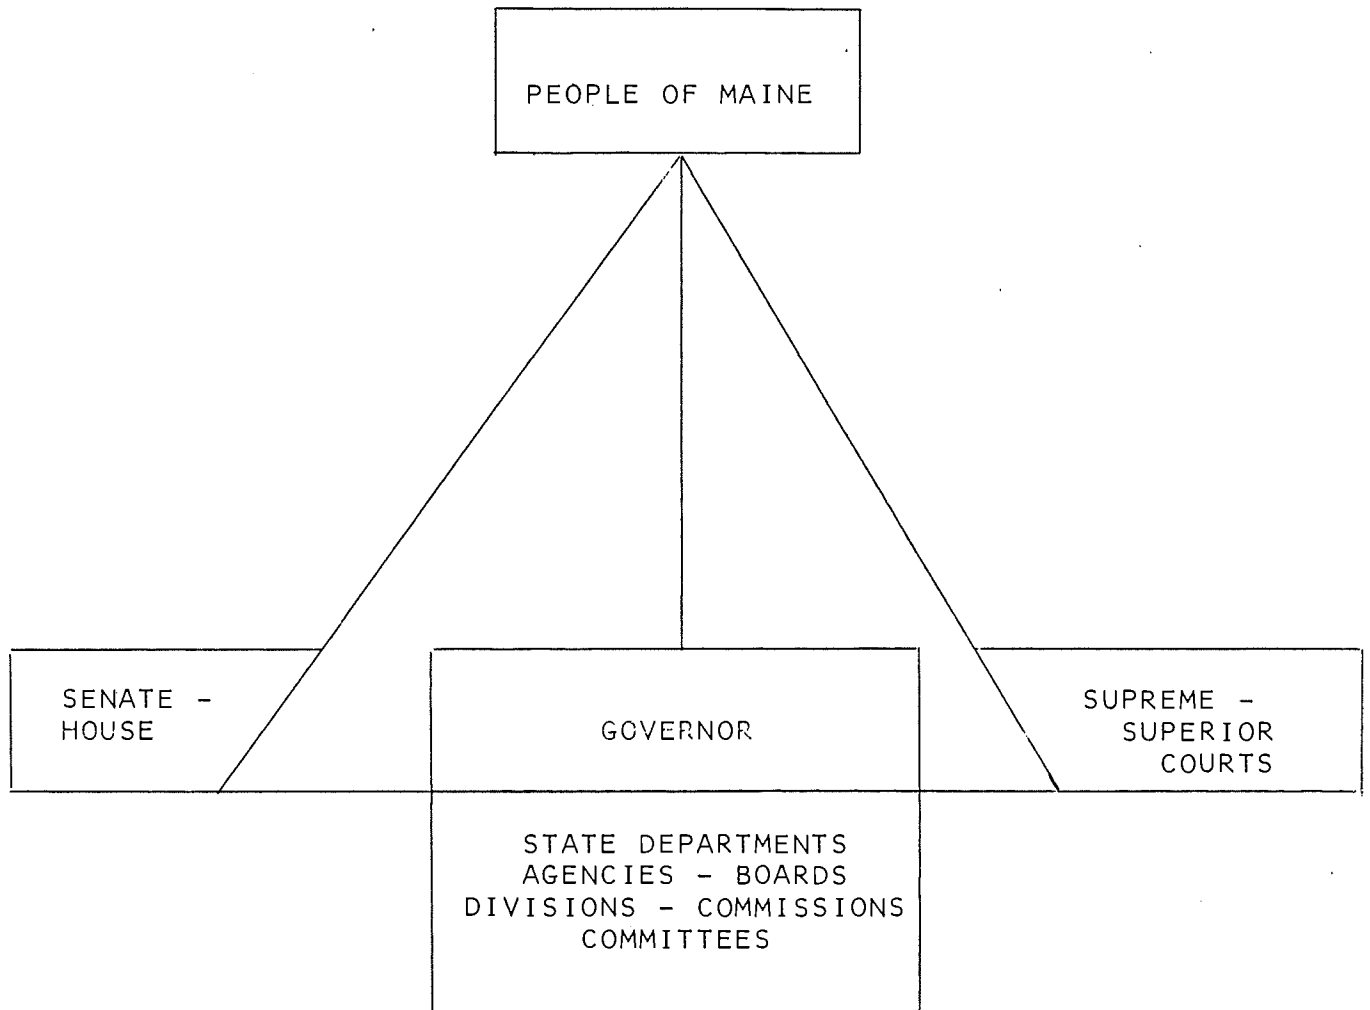 PEOPLE OF MAINE
SENATE -
HOUSE
GOVERNOR
SUPREME -
SUPERIOR
COURTS
STATE DEPARTMENTS
AGENCIES - BOARDS
DIVISIONS - COMMISSIONS
COMMITTEES